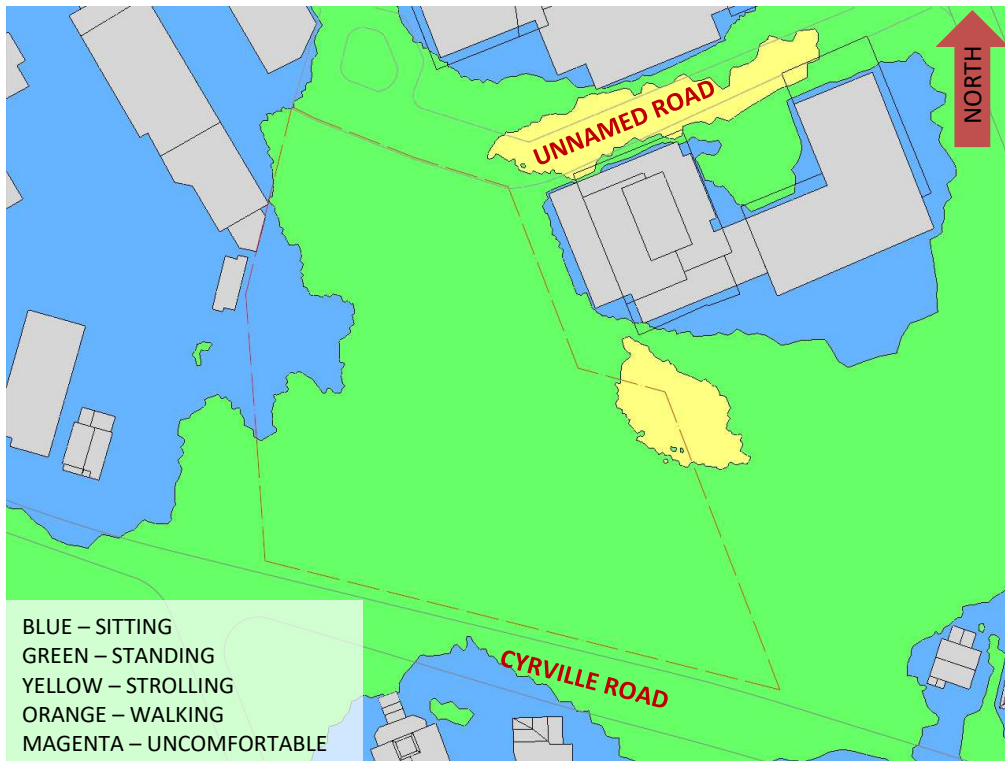 NORTH
UNNAMED ROAD
CYRVILLE ROAD
BLUE – SITTING
GREEN – STANDING
YELLOW – STROLLING
ORANGE – WALKING
MAGENTA – UNCOMFORTABLE